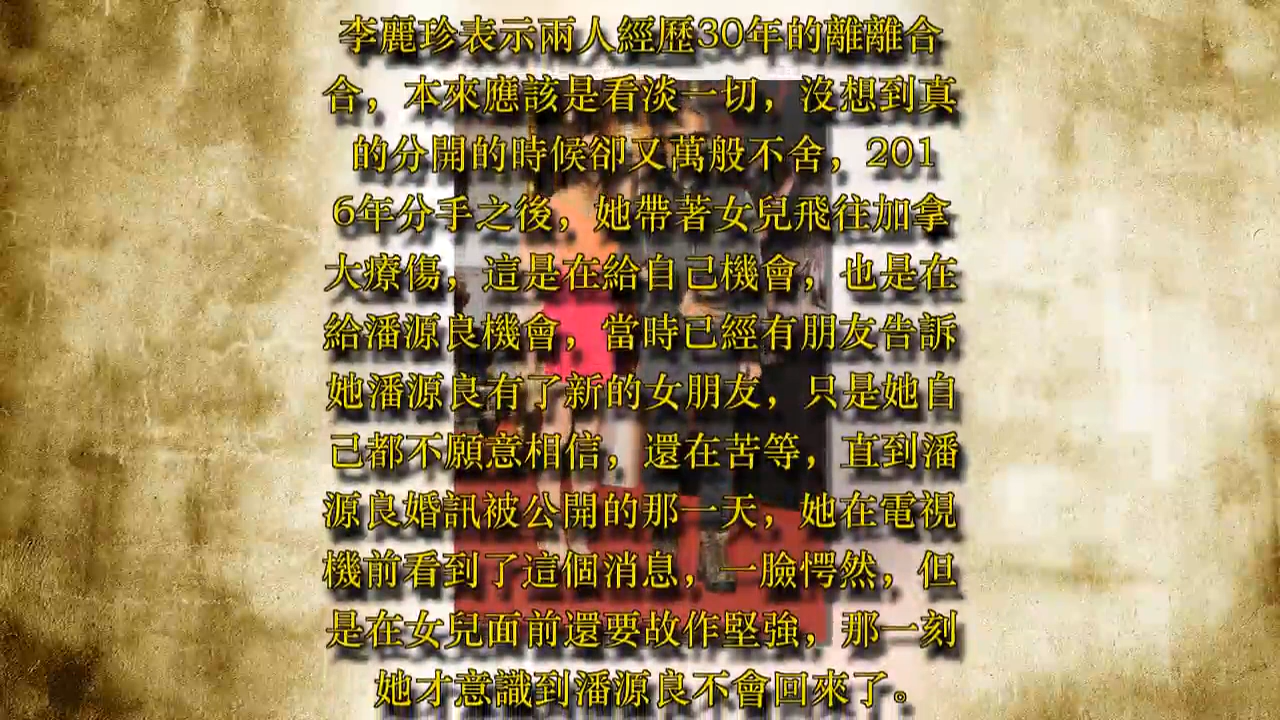 李麗珍表示兩人經歷30年的離離合
合，本來應該是看淡一切，沒想到真
的分開的時候卻又萬般不舍，201
6年分手之後，她帶著女兒飛往加拿
大療傷，這是在給自己機會，也是在
給潘源良機會，當時已經有朋友告訴
她潘源良有了新的女朋友，只是她自
己都不願意相信，還在苦等，直到潘
源良婚訊被公開的那一天，她在電視
機前看到了這個消息，一臉愕然，但
是在女兒面前還要故作堅強，那一刻
她才意識到潘源良不會回來了。